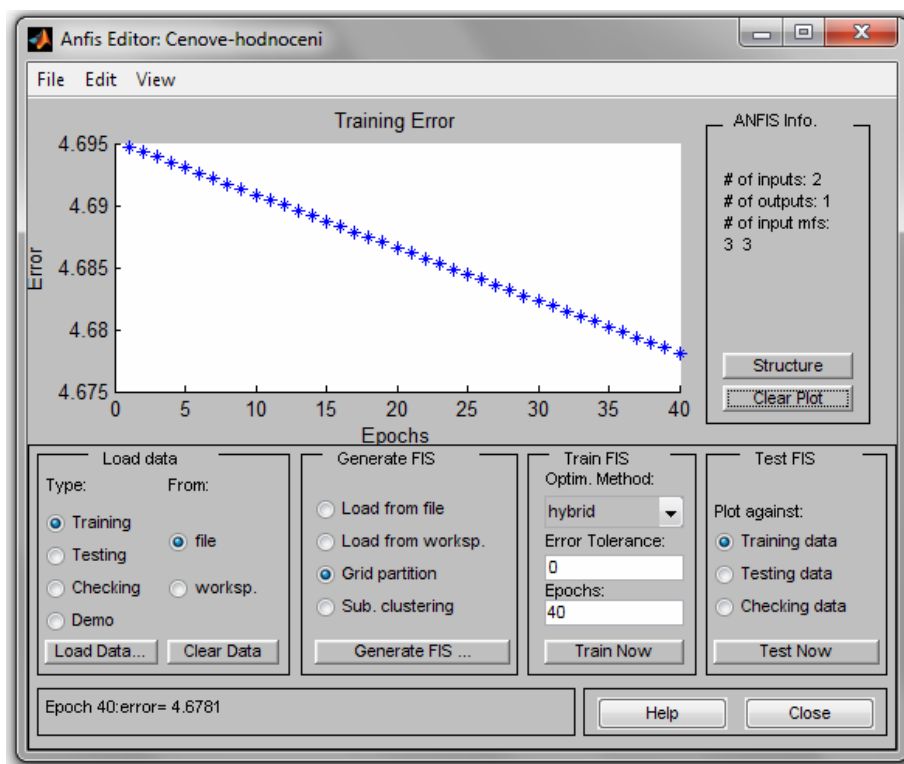 Anfis Editor: Cenove-hodnoceni
File Edit View
Training Error
4.695
4.69
4.685
4.68
4.675
Error
0 5 10 15 20 25 30 35 40
Epochs
ANFIS Info.
# of inputs: 2
# of outputs: 1
# of input mfs:
3 3
Structure
Clear Plot
Load data
Type: From:
Training
file
Testing
Checking
worksp.
Demo
Load Data... Clear Data
Generate FIS
Load from file
Load from worksp.
Grid partition
Sub. clustering
Generate FIS ...
Train FIS
Optim. Method:
hybrid
Error Tolerance:
0
Epochs:
40
Train Now
Test FIS
Plot against:
Training data
Testing data
Checking data
Test Now
Epoch 40:error= 4.6781
Help Close